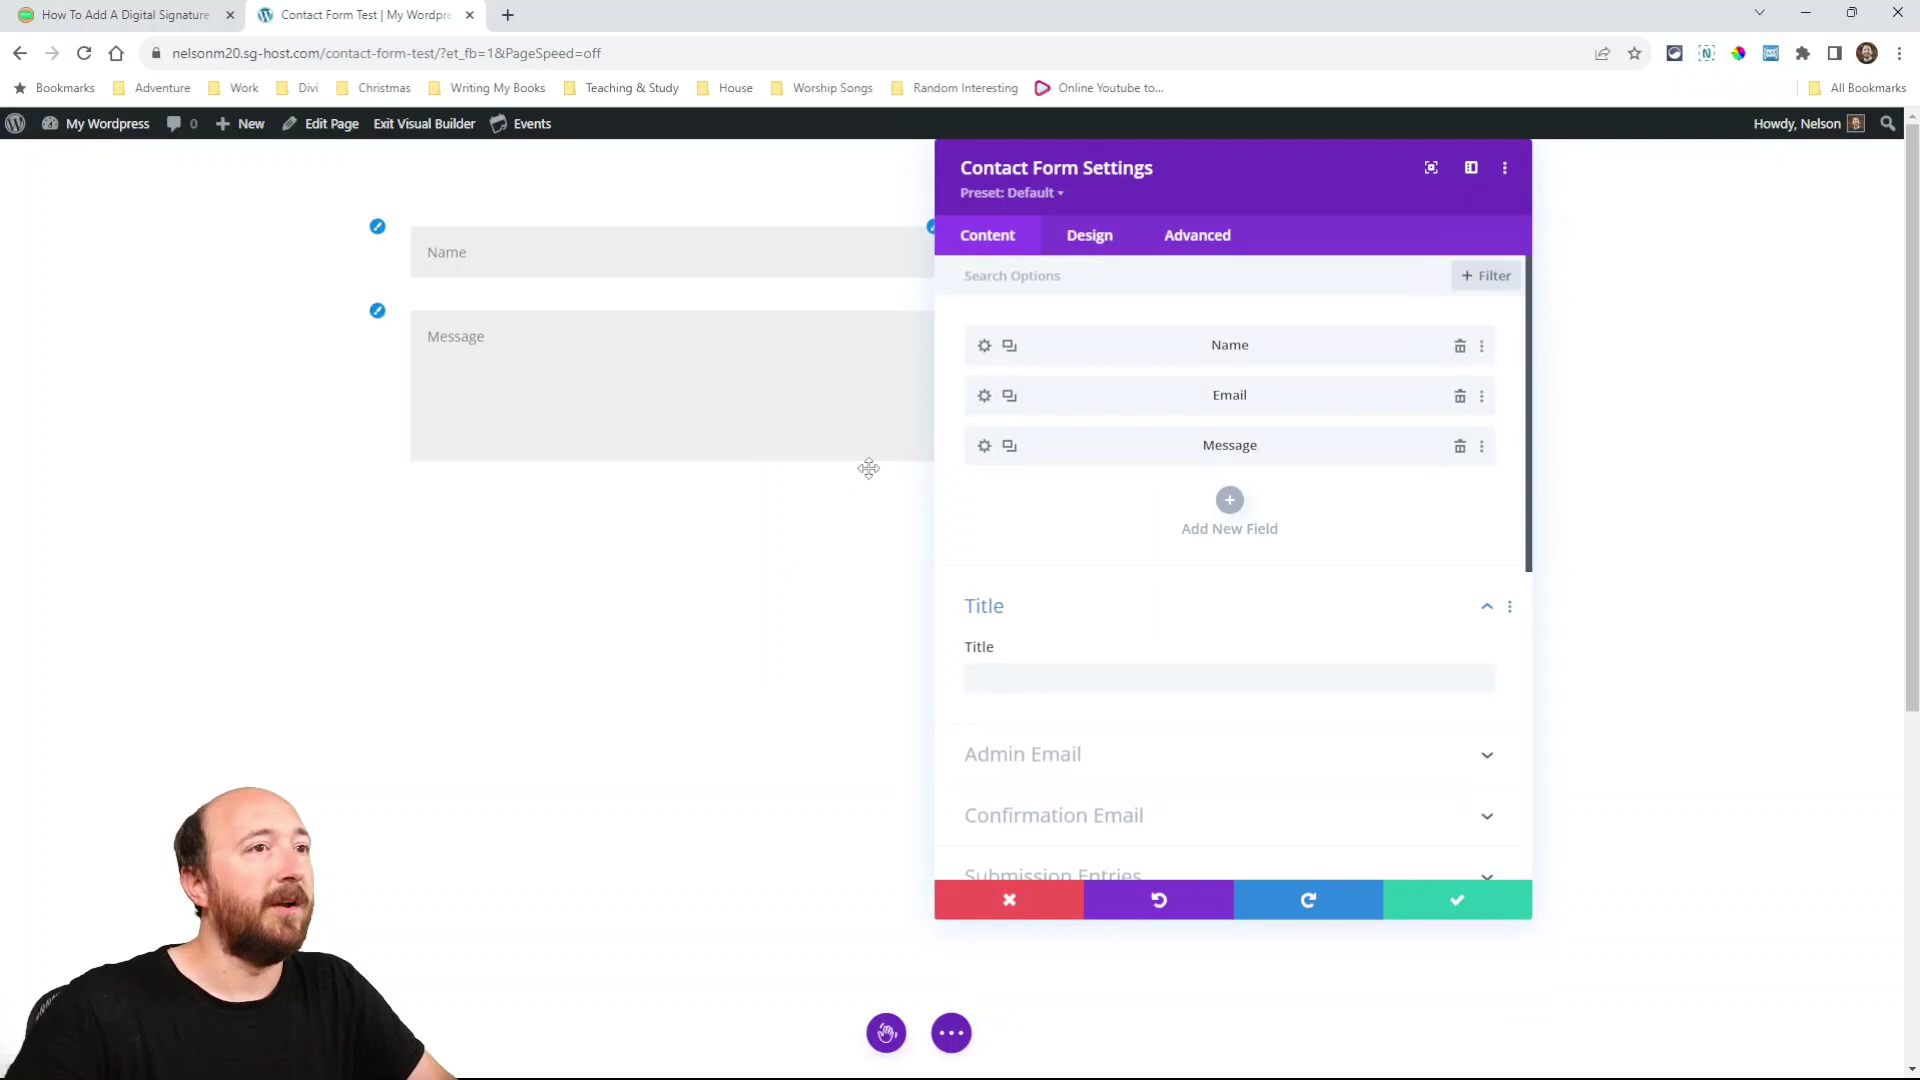 How To Add A Digital Signature
Contact Form Test | My Wordpre
nelsonm20.sg-host.com/contact-form-test/?et_fb=1&PageSpeed=off
Bookmarks
Adventure
Work
Divi
Christmas
Writing My Books
Teaching & Study
House
Worship Songs
Random Interesting
Online Youtube to...
All Bookmarks
My Wordpress
0
New
Edit Page
Exit Visual Builder
Events
Howdy, Nelson
Name
Message
Contact Form Settings
Preset: Default
Content
Design
Advanced
Search Options
+ Filter
Name
Email
Message
Add New Field
Title
Title
Admin Email
Confirmation Email
Submission Entries